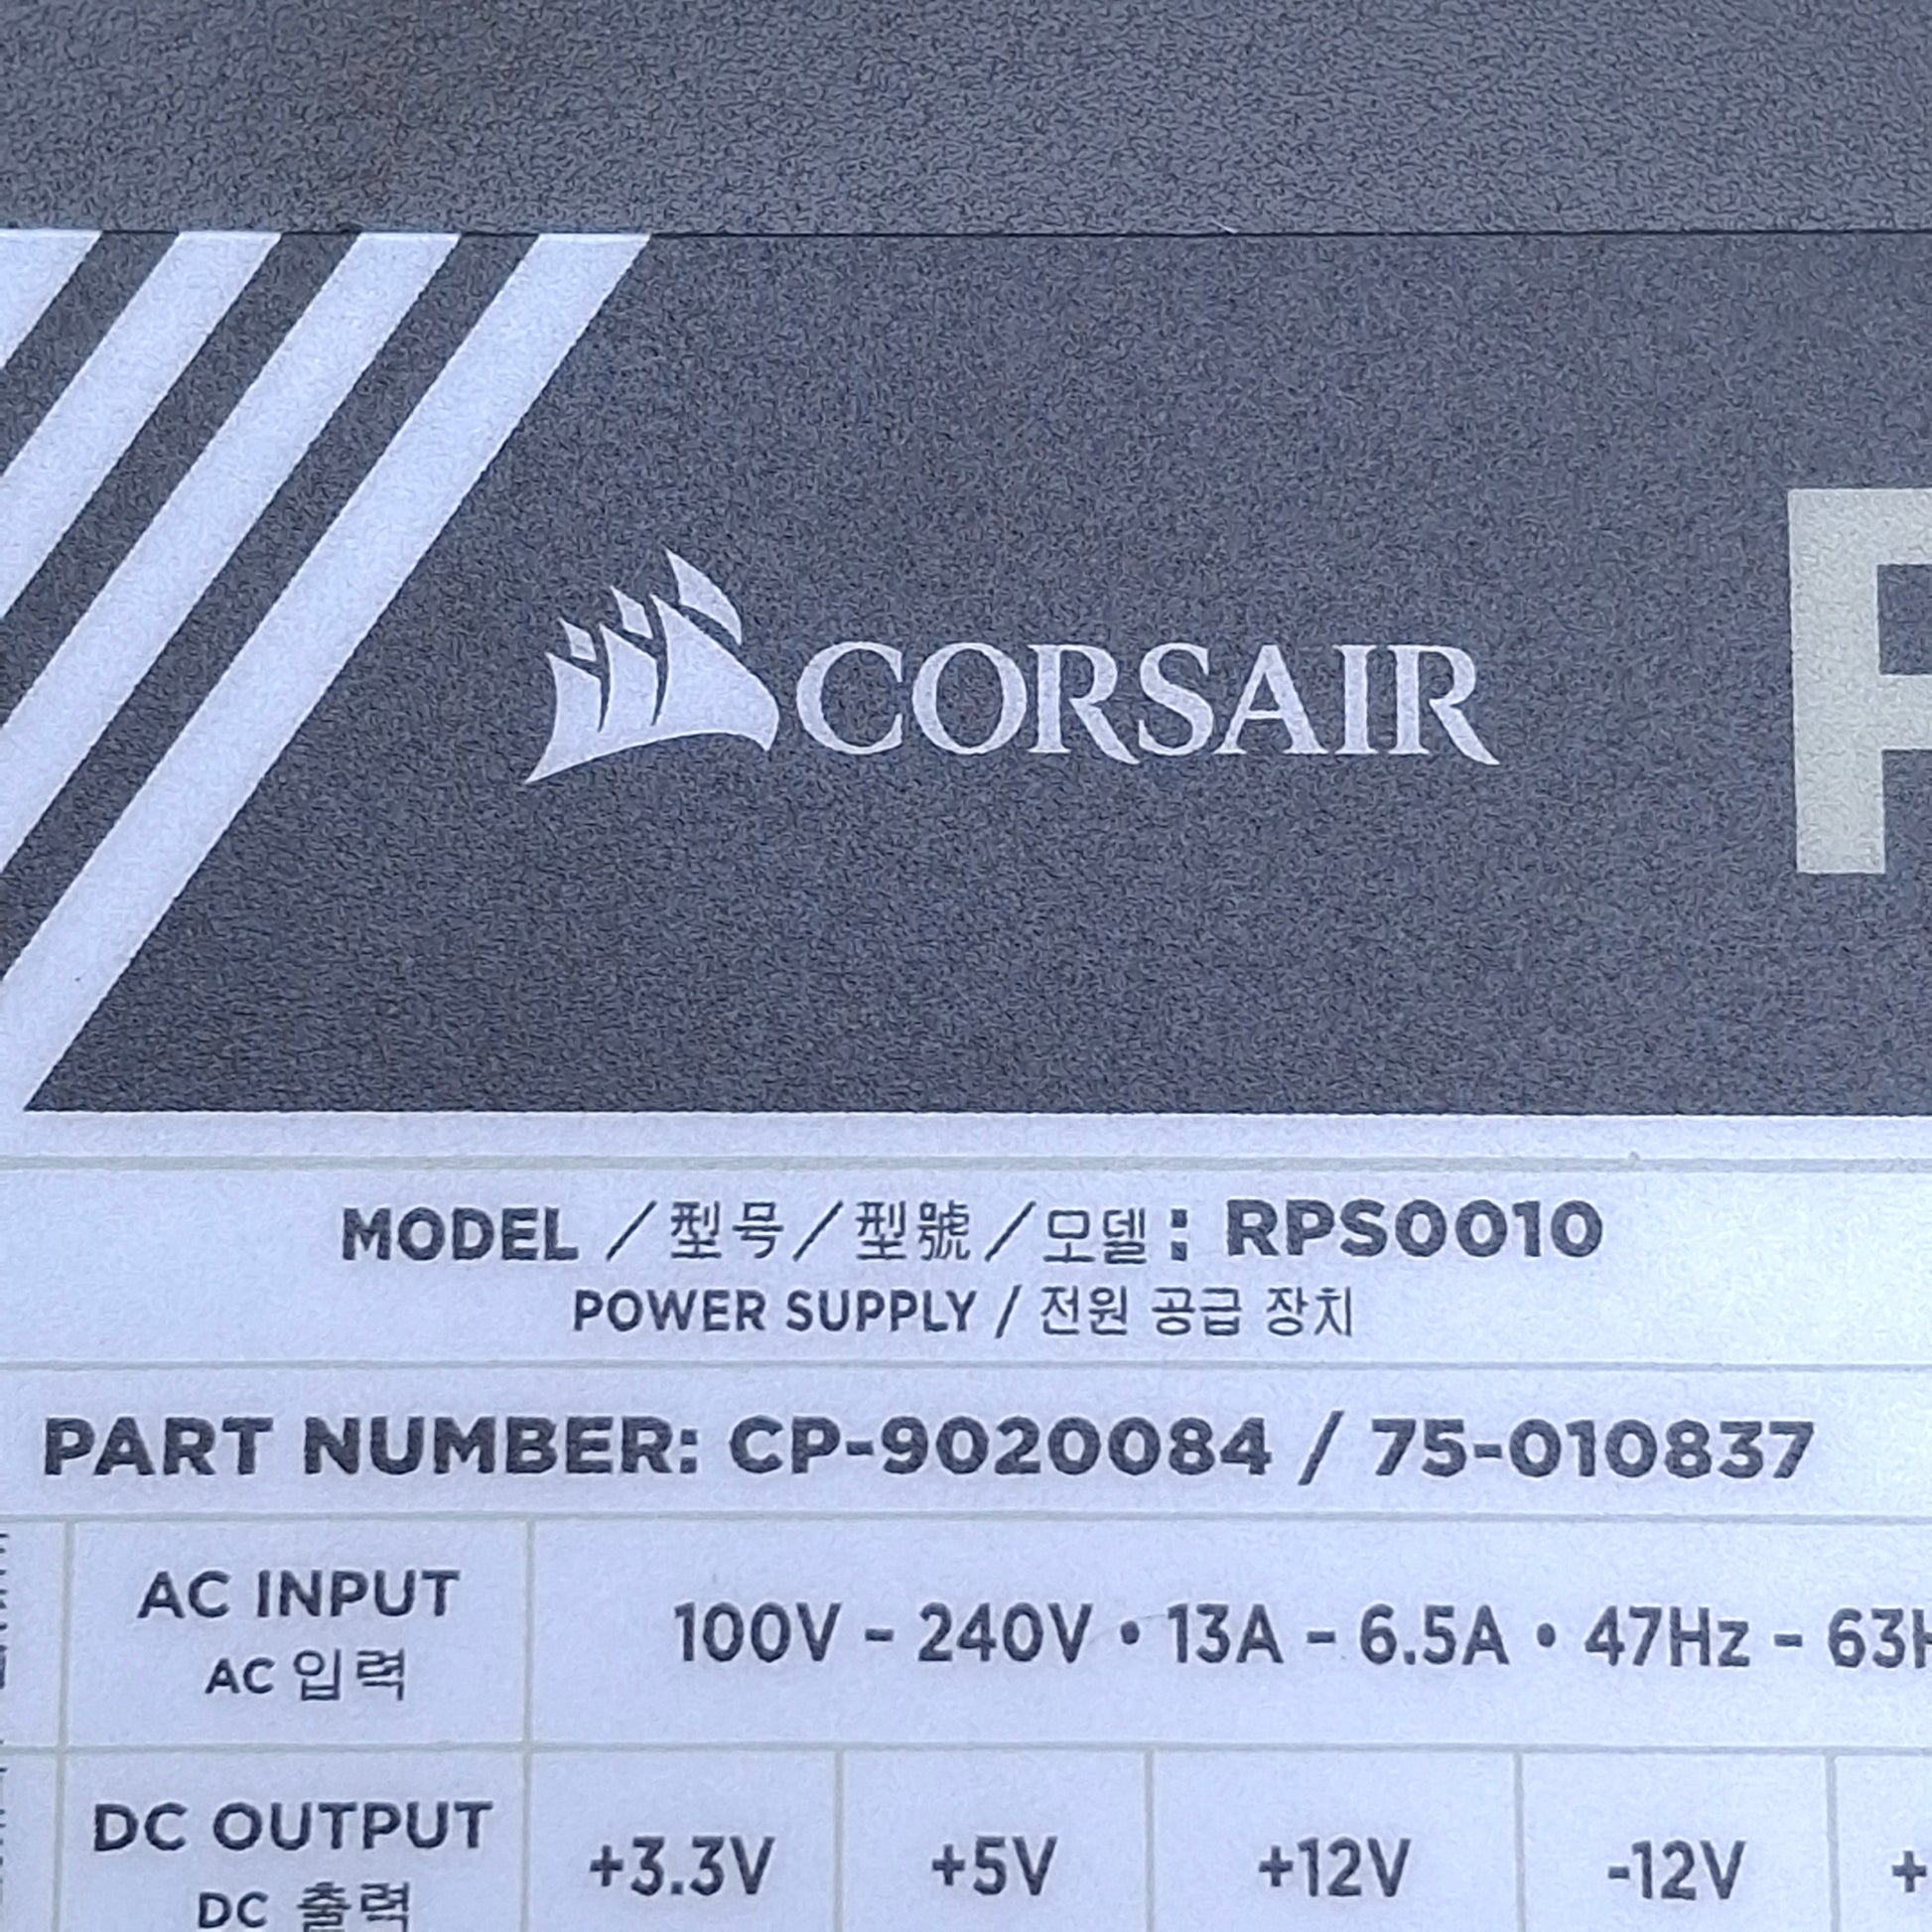 CORSAIR
MODEL / 型号 / 型號 / 모델 : RPS0010
POWER SUPPLY / 전원 공급 장치
PART NUMBER: CP-9020084 / 75-010837
AC INPUT
AC 입력
100V – 240V • 13A – 6.5A • 47Hz – 63H
DC OUTPUT
DC 출력
+3.3V
+5V
+12V
-12V
+